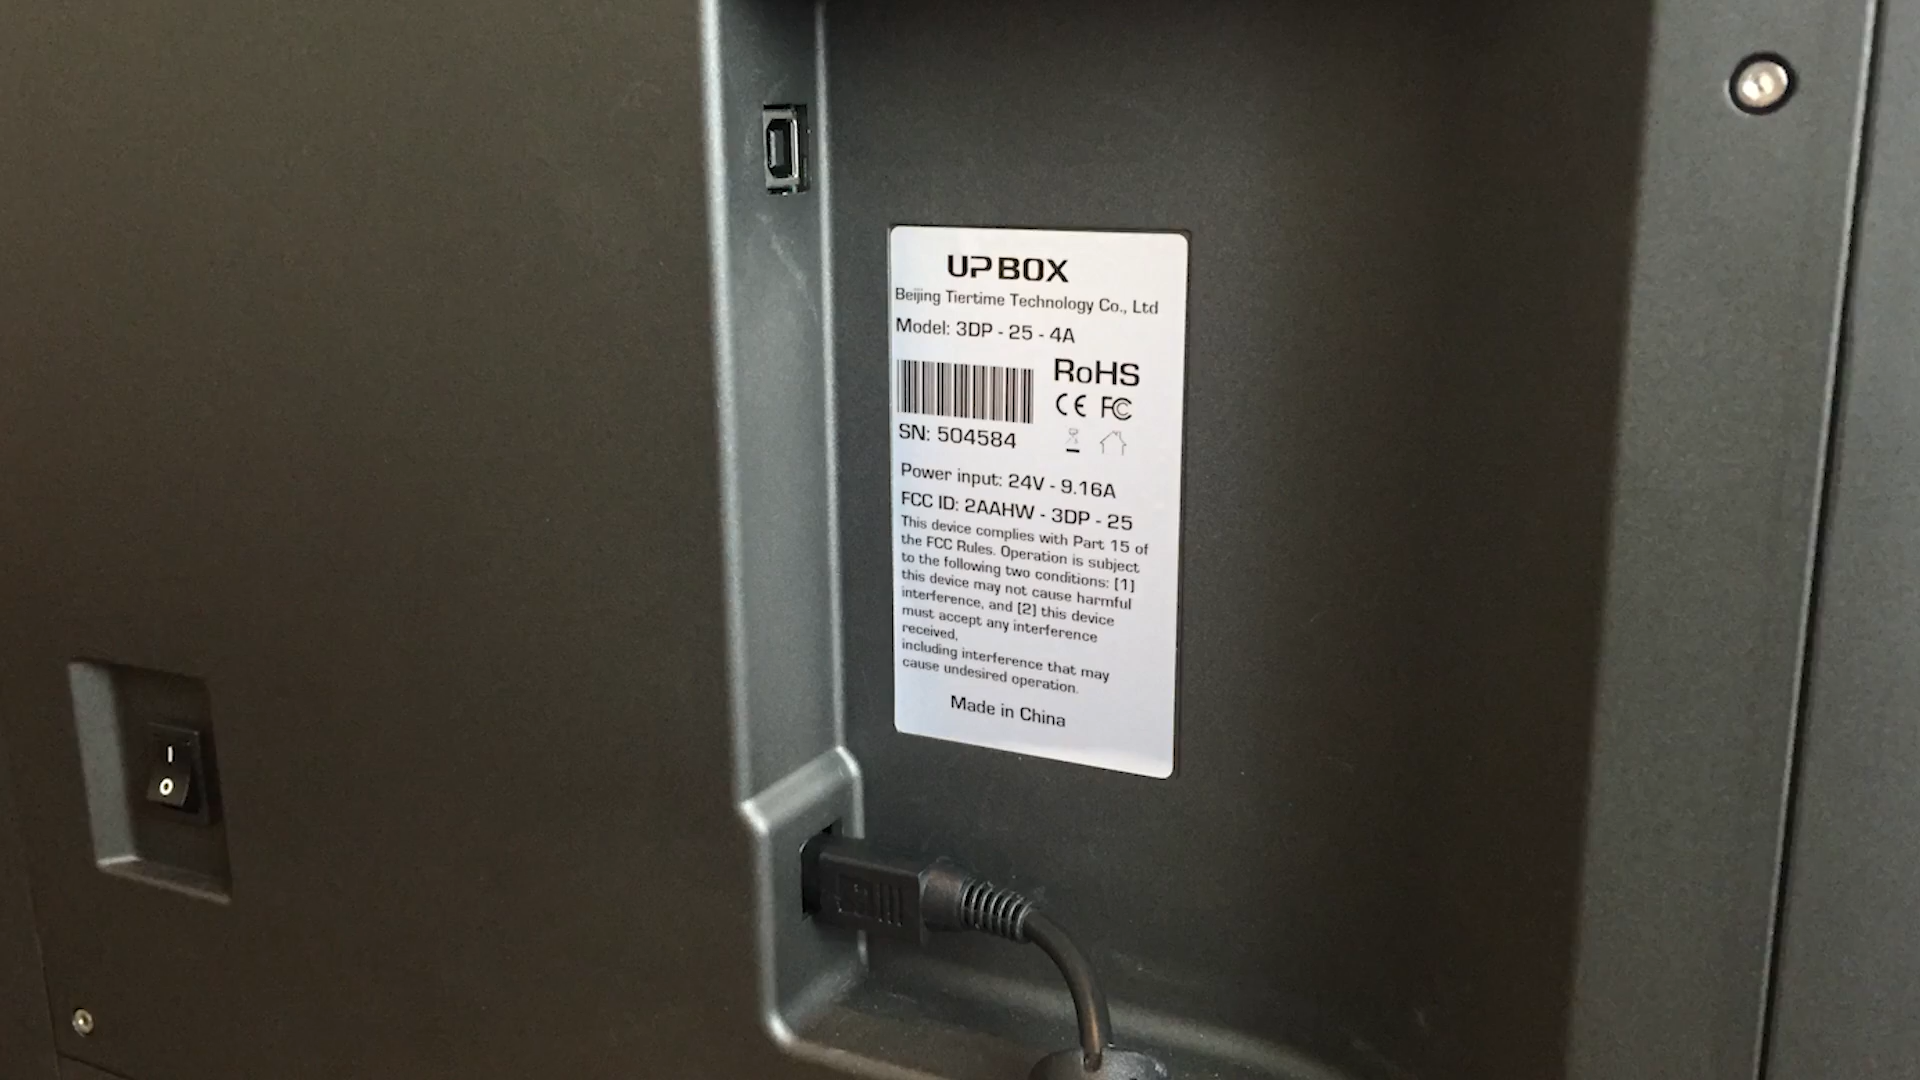 UP BOX
Beijing Tiertime Technology Co., Ltd
Model: 3DP - 25 - 4A
RoHS
CE FC
SN: 504584
Power input: 24V - 9.16A
FCC ID: 2AAHW - 3DP - 25
This device complies with Part 15 of
the FCC Rules. Operation is subject
to the following two conditions: [1]
this device may not cause harmful
interference, and [2] this device
must accept any interference
received,
including interference that may
cause undesired operation.
Made in China
I
O